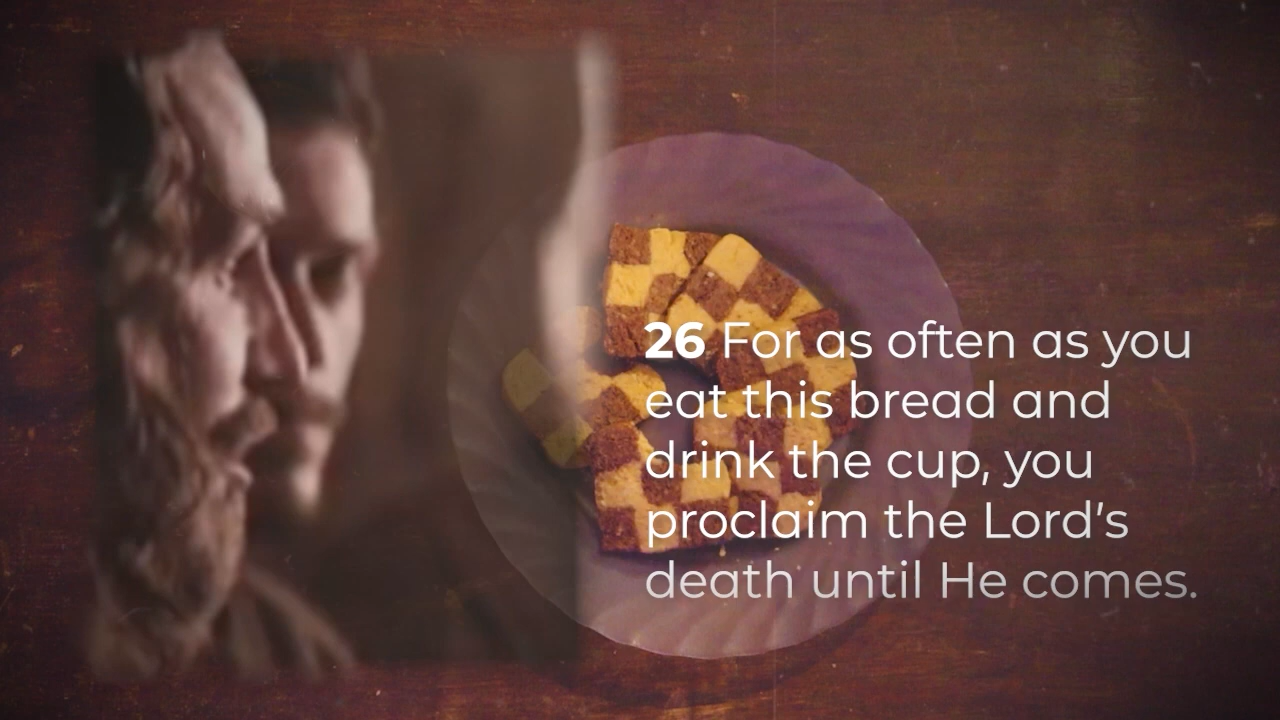 26 For as often as you
eat this bread and
drink the cup, you
proclaim the Lord’s
death until He comes.